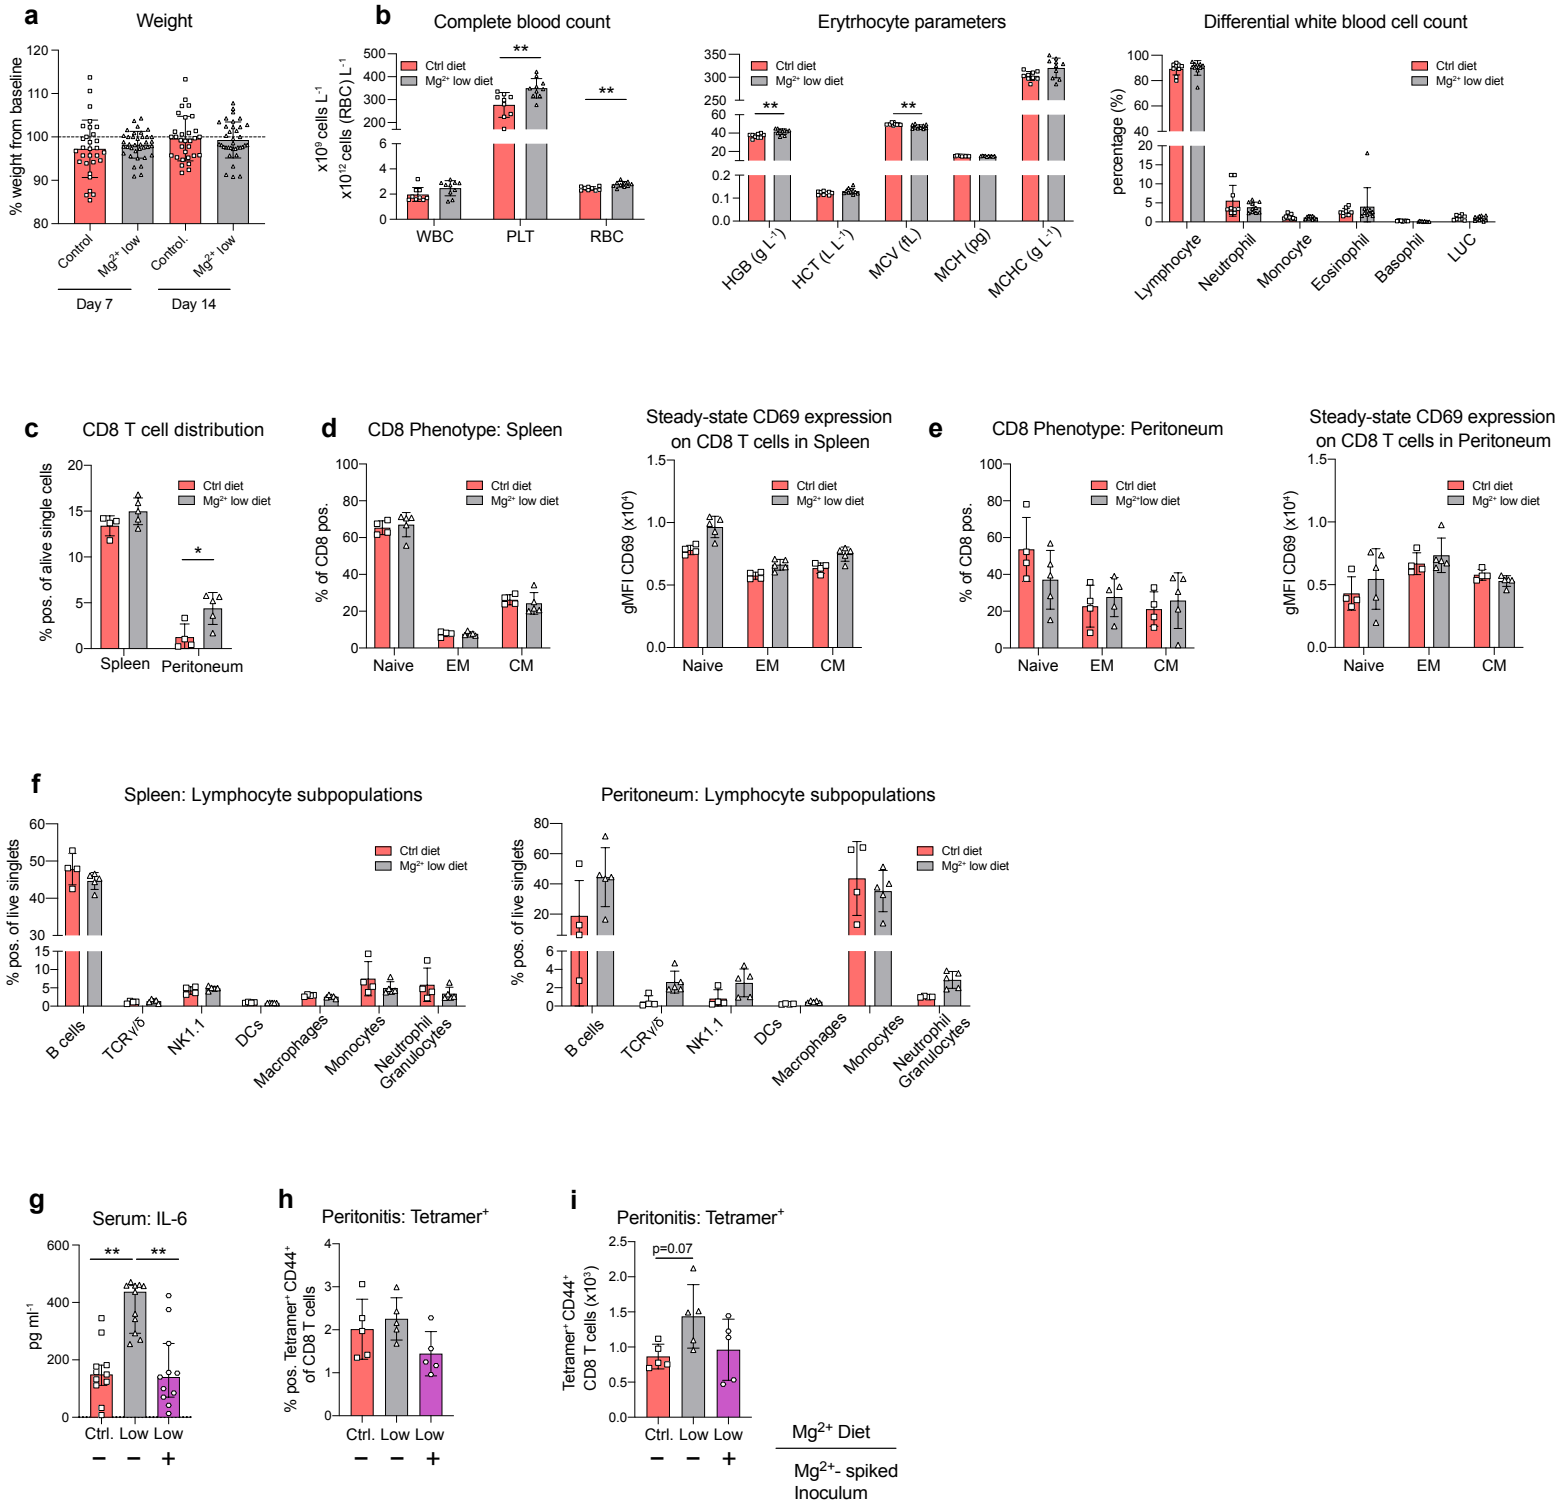 a
Weight
% weight from baseline
120
110
100
90
80
Control
Mg²⁺ low
Control.
Mg²⁺ low
Day 7
Day 14
b
Complete blood count
x10⁹ cells L⁻¹
x10¹² cells (RBC) L⁻¹
500
400
300
200
6
4
2
0
Ctrl diet
Mg²⁺ low diet
**
**
WBC
PLT
RBC
Erytrhocyte parameters
350
300
250
60
40
20
0.2
0.1
0.0
Ctrl diet
Mg²⁺ low diet
**
**
HGB (g L⁻¹)
HCT (L L⁻¹)
MCV (fL)
MCH (pg)
MCHC (g L⁻¹)
Differential white blood cell count
percentage (%)
100
80
60
40
20
15
10
5
0
Ctrl diet
Mg²⁺ low diet
Lymphocyte
Neutrophil
Monocyte
Eosinophil
Basophil
LUC
c
CD8 T cell distribution
% pos. of alive single cells
20
15
10
5
0
Ctrl diet
Mg²⁺ low diet
*
Spleen
Peritoneum
d
CD8 Phenotype: Spleen
% of CD8 pos.
100
80
60
40
20
0
Ctrl diet
Mg²⁺ low diet
Naive
EM
CM
Steady-state CD69 expression
on CD8 T cells in Spleen
gMFI CD69 (x10⁴)
1.5
1.0
0.5
0.0
Ctrl diet
Mg²⁺ low diet
Naive
EM
CM
e
CD8 Phenotype: Peritoneum
% of CD8 pos.
100
80
60
40
20
0
Ctrl diet
Mg²⁺low diet
Naive
EM
CM
Steady-state CD69 expression
on CD8 T cells in Peritoneum
gMFI CD69 (x10⁴)
1.5
1.0
0.5
0.0
Ctrl diet
Mg²⁺ low diet
Naive
EM
CM
f
Spleen: Lymphocyte subpopulations
% pos. of live singlets
60
50
40
30
15
10
5
0
Ctrl diet
Mg²⁺ low diet
B cells
TCRγ/δ
NK1.1
DCs
Macrophages
Monocytes
Neutrophil
Granulocytes
Peritoneum: Lymphocyte subpopulations
% pos. of live singlets
80
60
40
20
6
4
2
0
Ctrl diet
Mg²⁺ low diet
B cells
TCRγ/δ
NK1.1
DCs
Macrophages
Monocytes
Neutrophil
Granulocytes
g
Serum: IL-6
pg ml⁻¹
600
400
200
0
**
**
Ctrl. Low Low
− − +
h
Peritonitis: Tetramer⁺
% pos. Tetramer⁺ CD44⁺
of CD8 T cells
4
3
2
1
0
Ctrl. Low Low
− − +
i
Peritonitis: Tetramer⁺
Tetramer⁺ CD44⁺
CD8 T cells (x10³)
2.5
2.0
1.5
1.0
0.5
0.0
p=0.07
Ctrl. Low Low
− − +
Mg²⁺ Diet
Mg²⁺- spiked
Inoculum